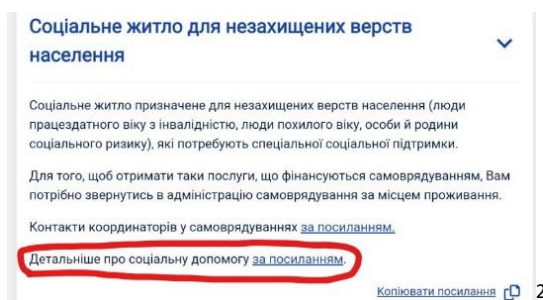 Соціальне житло для незахищених верств
населення
Соціальне житло призначене для незахищених верств населення (люди
працездатного віку з інвалідністю, люди похилого віку, особи й родини
соціального ризику), які потребують спеціальної соціальної підтримки.
Для того, щоб отримати такі послуги, що фінансуються самоврядуванням, Вам
потрібно звернутись в адміністрацію самоврядування за місцем проживання.
Контакти координаторів у самоврядуваннях за посиланням.
Детальніше про соціальну допомогу за посиланням.
Копіювати посилання 2